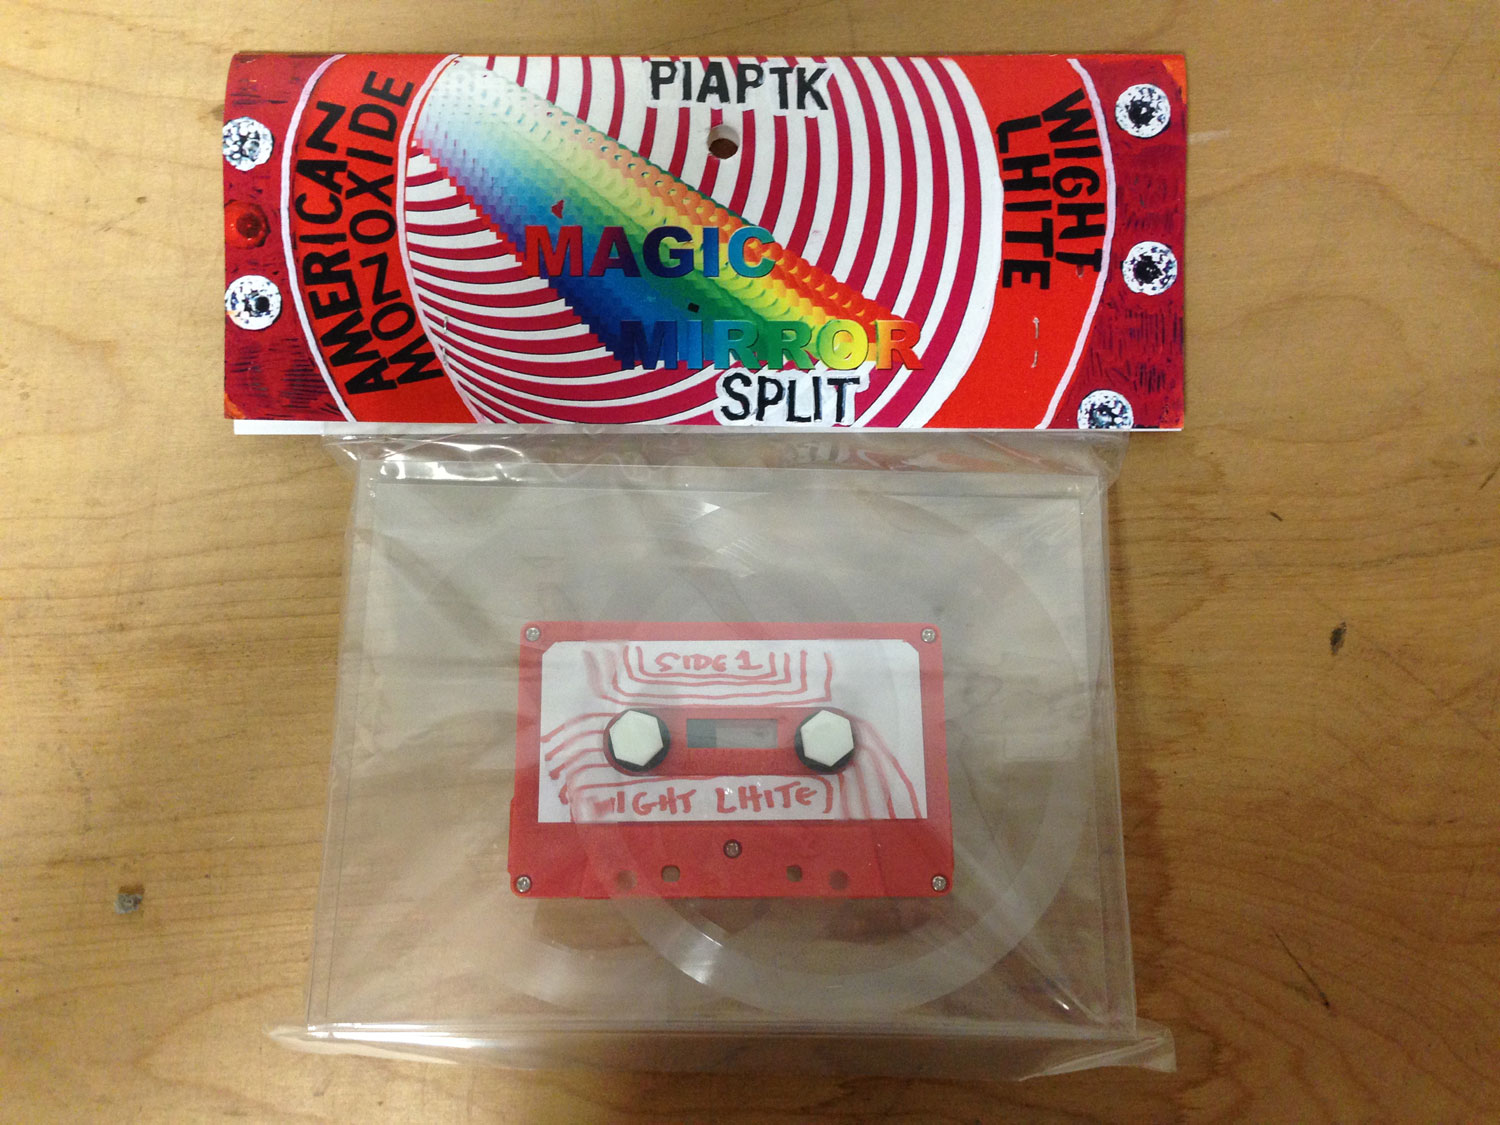 PIAPTK
AMERICAN
MONOXIDE
WIGHT
LHITE
MAGIC
MIRROR
SPLIT
SIDE 1
WIGHT LHITE